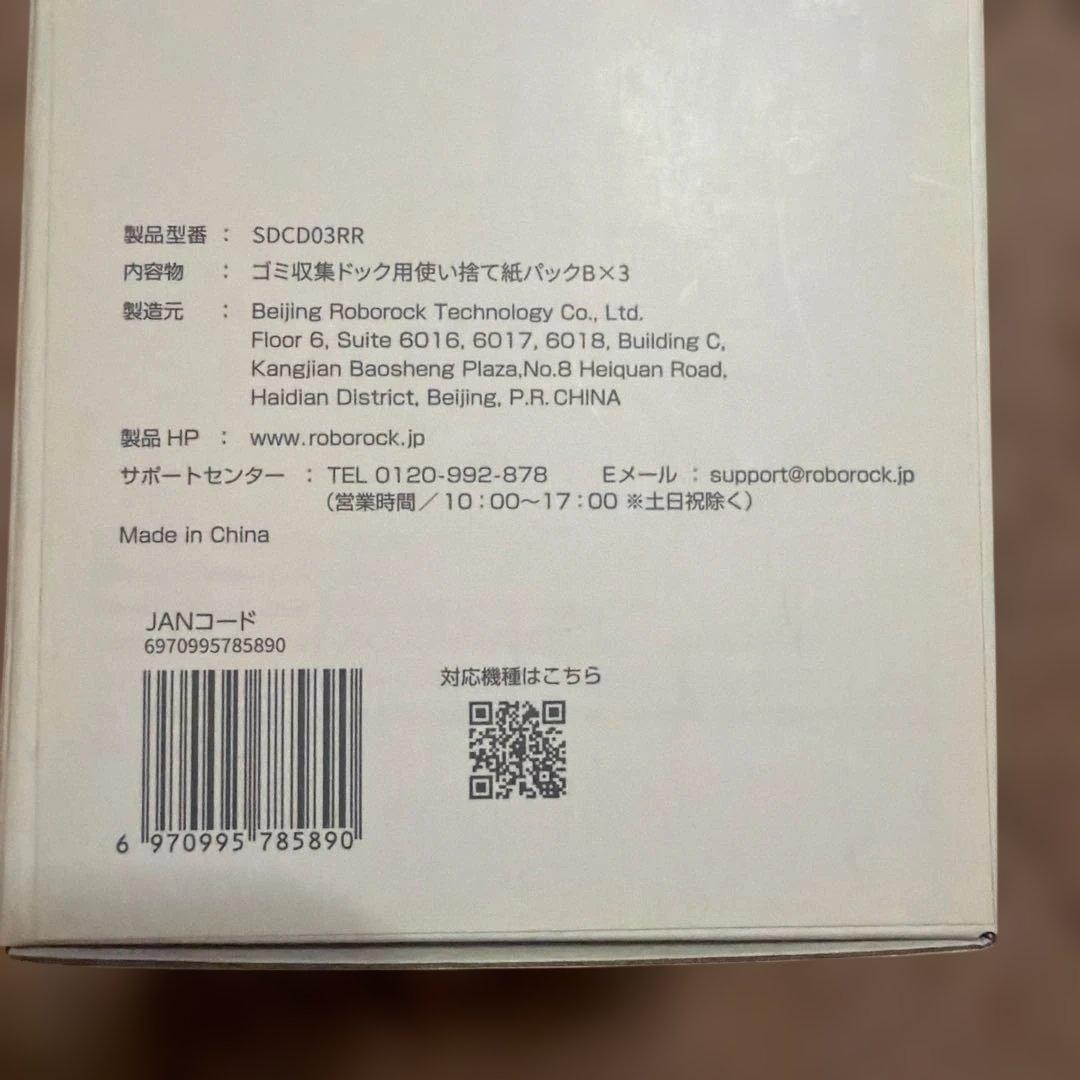 製品型番 : SDCD03RR
内容物 : ゴミ収集ドック用使い捨て紙パックB×3
製造元 : Beijing Roborock Technology Co., Ltd.
Floor 6, Suite 6016, 6017, 6018, Building C,
Kangjian Baosheng Plaza,No.8 Heiquan Road,
Haidian District, Beijing, P.R.CHINA
製品HP : www.roborock.jp
サポートセンター : TEL 0120-992-878 Eメール : support@roborock.jp
(営業時間/10:00〜17:00 ※土日祝除く)
Made in China
JANコード
6970995785890
対応機種はこちら
6 970995 785890